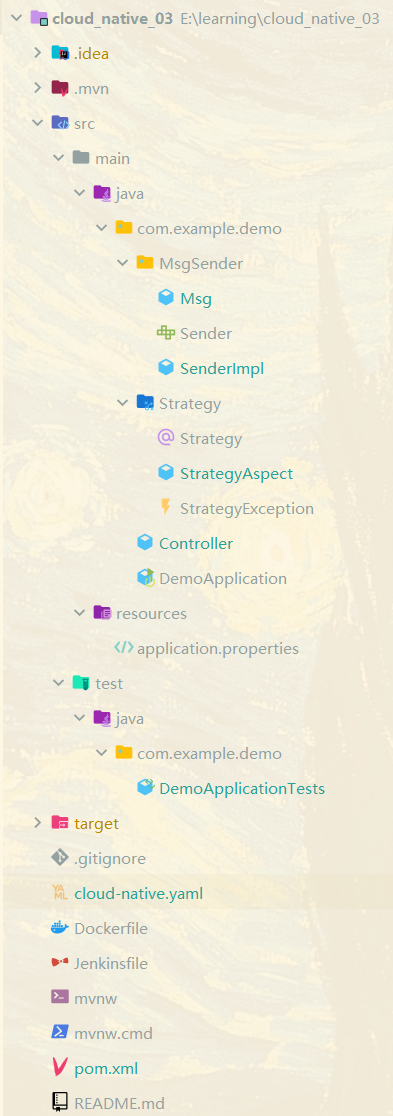 cloud_native_03 E:\learning\cloud_native_03
.idea
.mvn
src
main
java
com.example.demo
MsgSender
Msg
Sender
SenderImpl
Strategy
Strategy
StrategyAspect
StrategyException
Controller
DemoApplication
resources
application.properties
test
java
com.example.demo
DemoApplicationTests
target
.gitignore
cloud-native.yaml
Dockerfile
Jenkinsfile
mvnw
mvnw.cmd
pom.xml
README.md